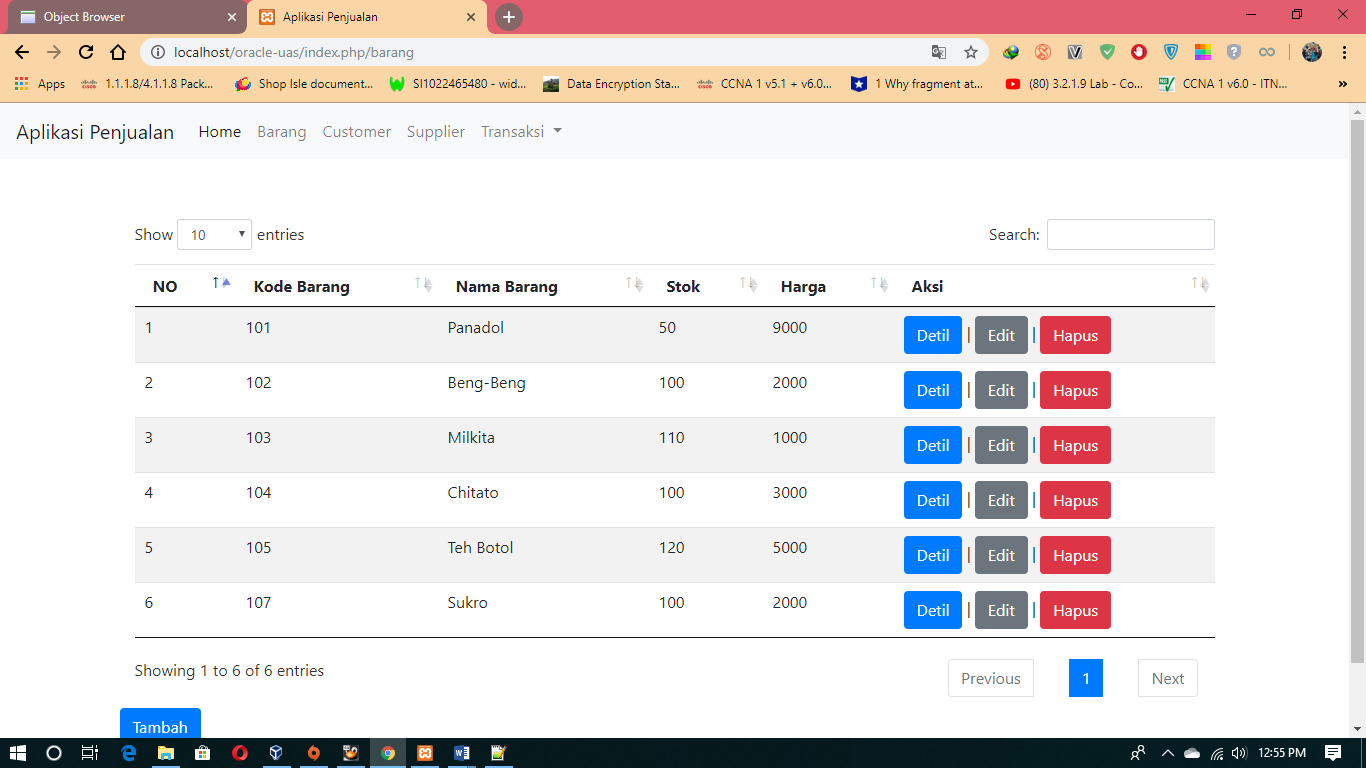 Object Browser
Aplikasi Penjualan
localhost/oracle-uas/index.php/barang
Apps 1.1.1.8/4.1.1.8 Pack... Shop Isle document... SI1022465480 - wid... Data Encryption Sta... CCNA 1 v5.1 + v6.0... 1 Why fragment at... (80) 3.2.1.9 Lab - Co... CCNA 1 v6.0 - ITN... »
Aplikasi Penjualan Home Barang Customer Supplier Transaksi
Show 10 entries Search:
NO Kode Barang Nama Barang Stok Harga Aksi
1 101 Panadol 50 9000 Detil | Edit | Hapus
2 102 Beng-Beng 100 2000 Detil | Edit | Hapus
3 103 Milkita 110 1000 Detil | Edit | Hapus
4 104 Chitato 100 3000 Detil | Edit | Hapus
5 105 Teh Botol 120 5000 Detil | Edit | Hapus
6 107 Sukro 100 2000 Detil | Edit | Hapus
Showing 1 to 6 of 6 entries Previous 1 Next
Tambah
12:55 PM